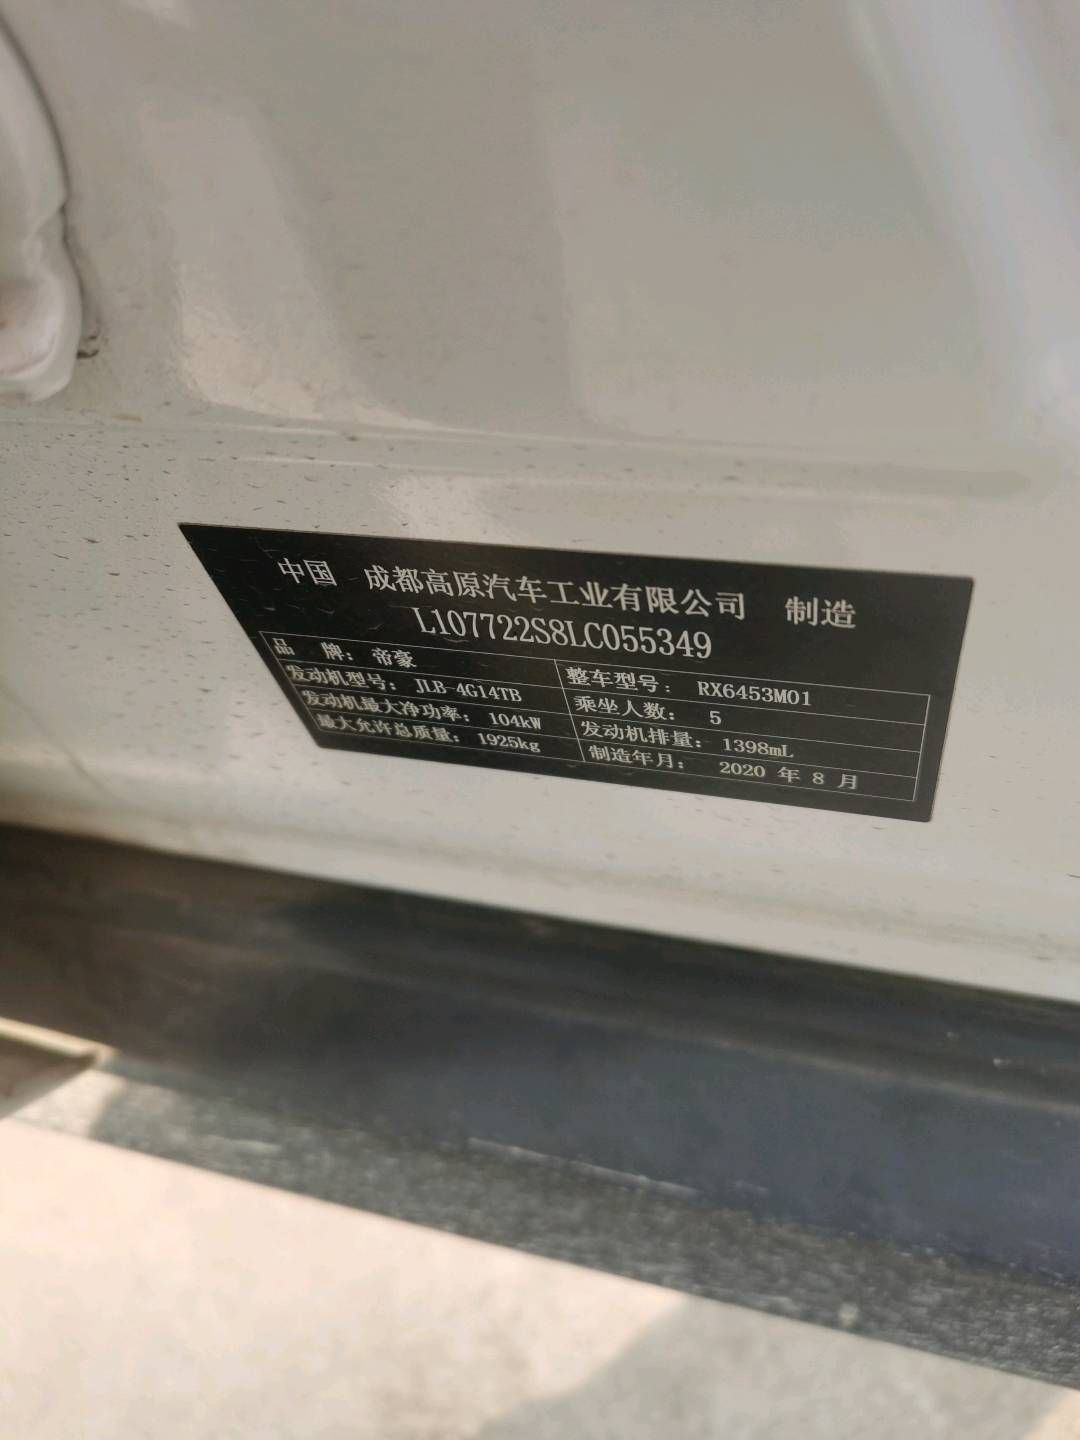 中国 成都高原汽车工业有限公司 制造
L107722S8LC055349
品 牌: 帝豪 整车型号: RX6453M01
发动机型号: JLB-4G14TB 乘坐人数: 5
发动机最大净功率: 104kW 发动机排量: 1398mL
最大允许总质量: 1925kg 制造年月: 2020 年 8 月